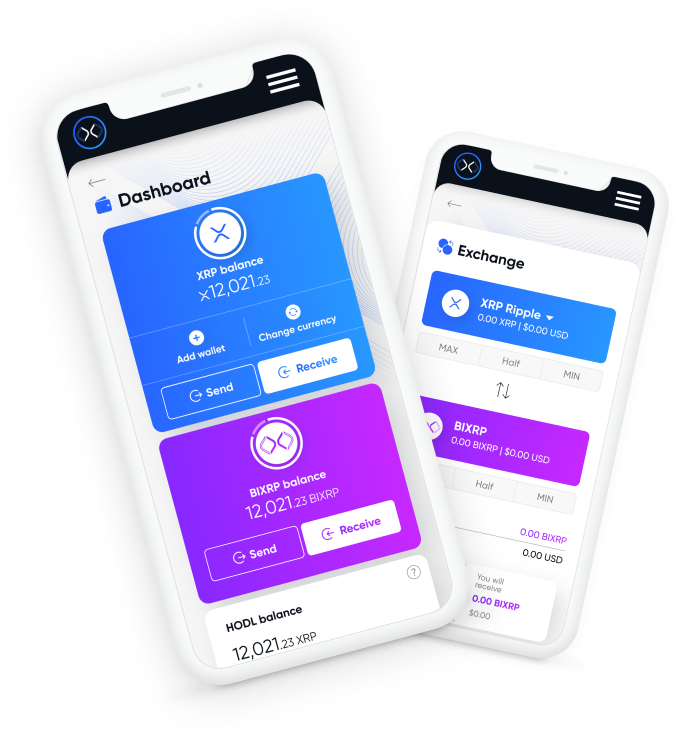 Dashboard
XRP balance
12,021.23
Add wallet
Change currency
Send
Receive
BIXRP balance
12,021.23 BIXRP
Send
Receive
HODL balance
?
12,021.23 XRP
Exchange
XRP Ripple
0.00 XRP | $0.00 USD
MAX
Half
MIN
BIXRP
0.00 BIXRP | $0.00 USD
Half
MIN
0.00 BIXRP
0.00 USD
You will
receive
0.00 BIXRP
$0.00